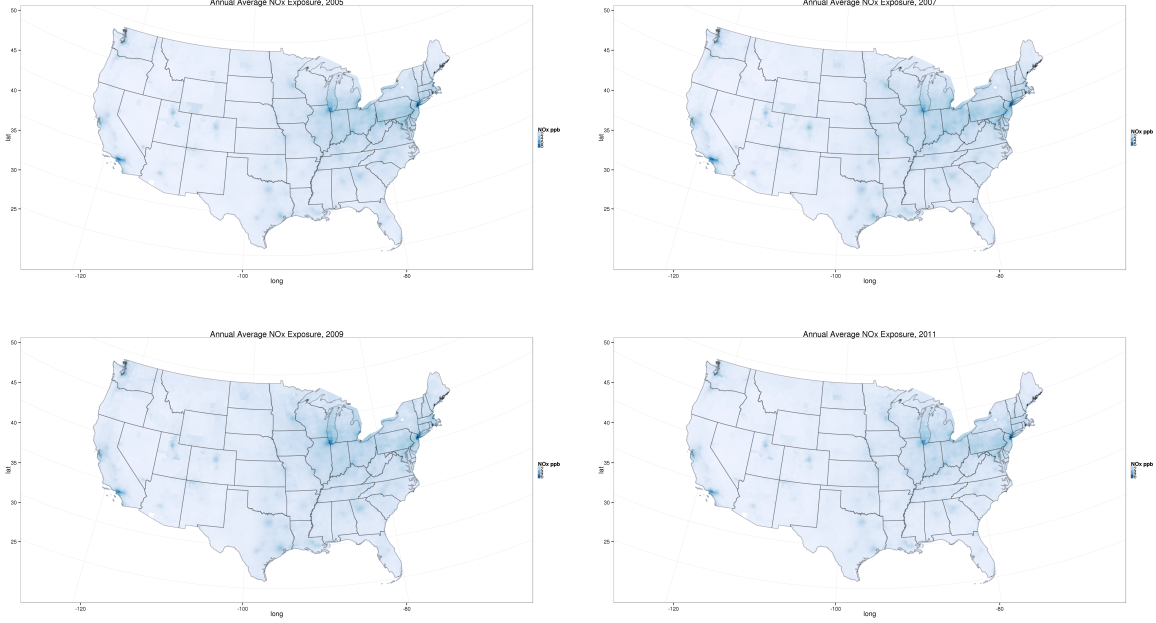 Annual Average NOx Exposure, 2005
50
45
40
35
30
25
lat
-120
-100
-80
long
NOx ppb
Annual Average NOx Exposure, 2007
50
45
40
35
30
25
lat
-120
-100
-80
long
NOx ppb
Annual Average NOx Exposure, 2009
50
45
40
35
30
25
lat
-120
-100
-80
long
NOx ppb
Annual Average NOx Exposure, 2011
50
45
40
35
30
25
lat
-120
-100
-80
long
NOx ppb